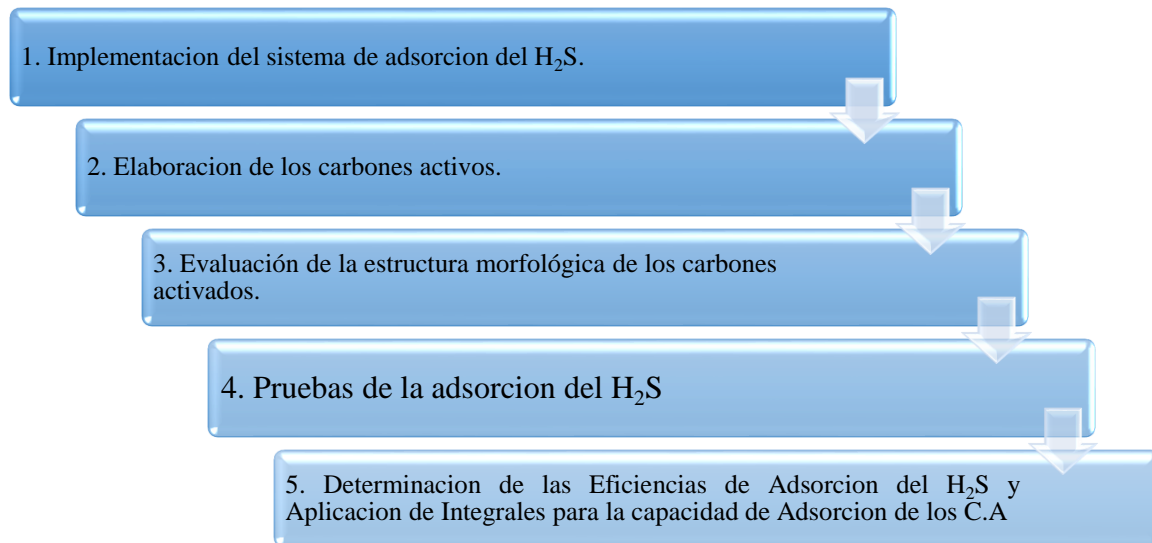 1. Implementacion del sistema de adsorcion del H₂S.
2. Elaboracion de los carbones activos.
3. Evaluación de la estructura morfológica de los carbones
activados.
4. Pruebas de la adsorcion del H₂S
5. Determinacion de las Eficiencias de Adsorcion del H₂S y
Aplicacion de Integrales para la capacidad de Adsorcion de los C.A